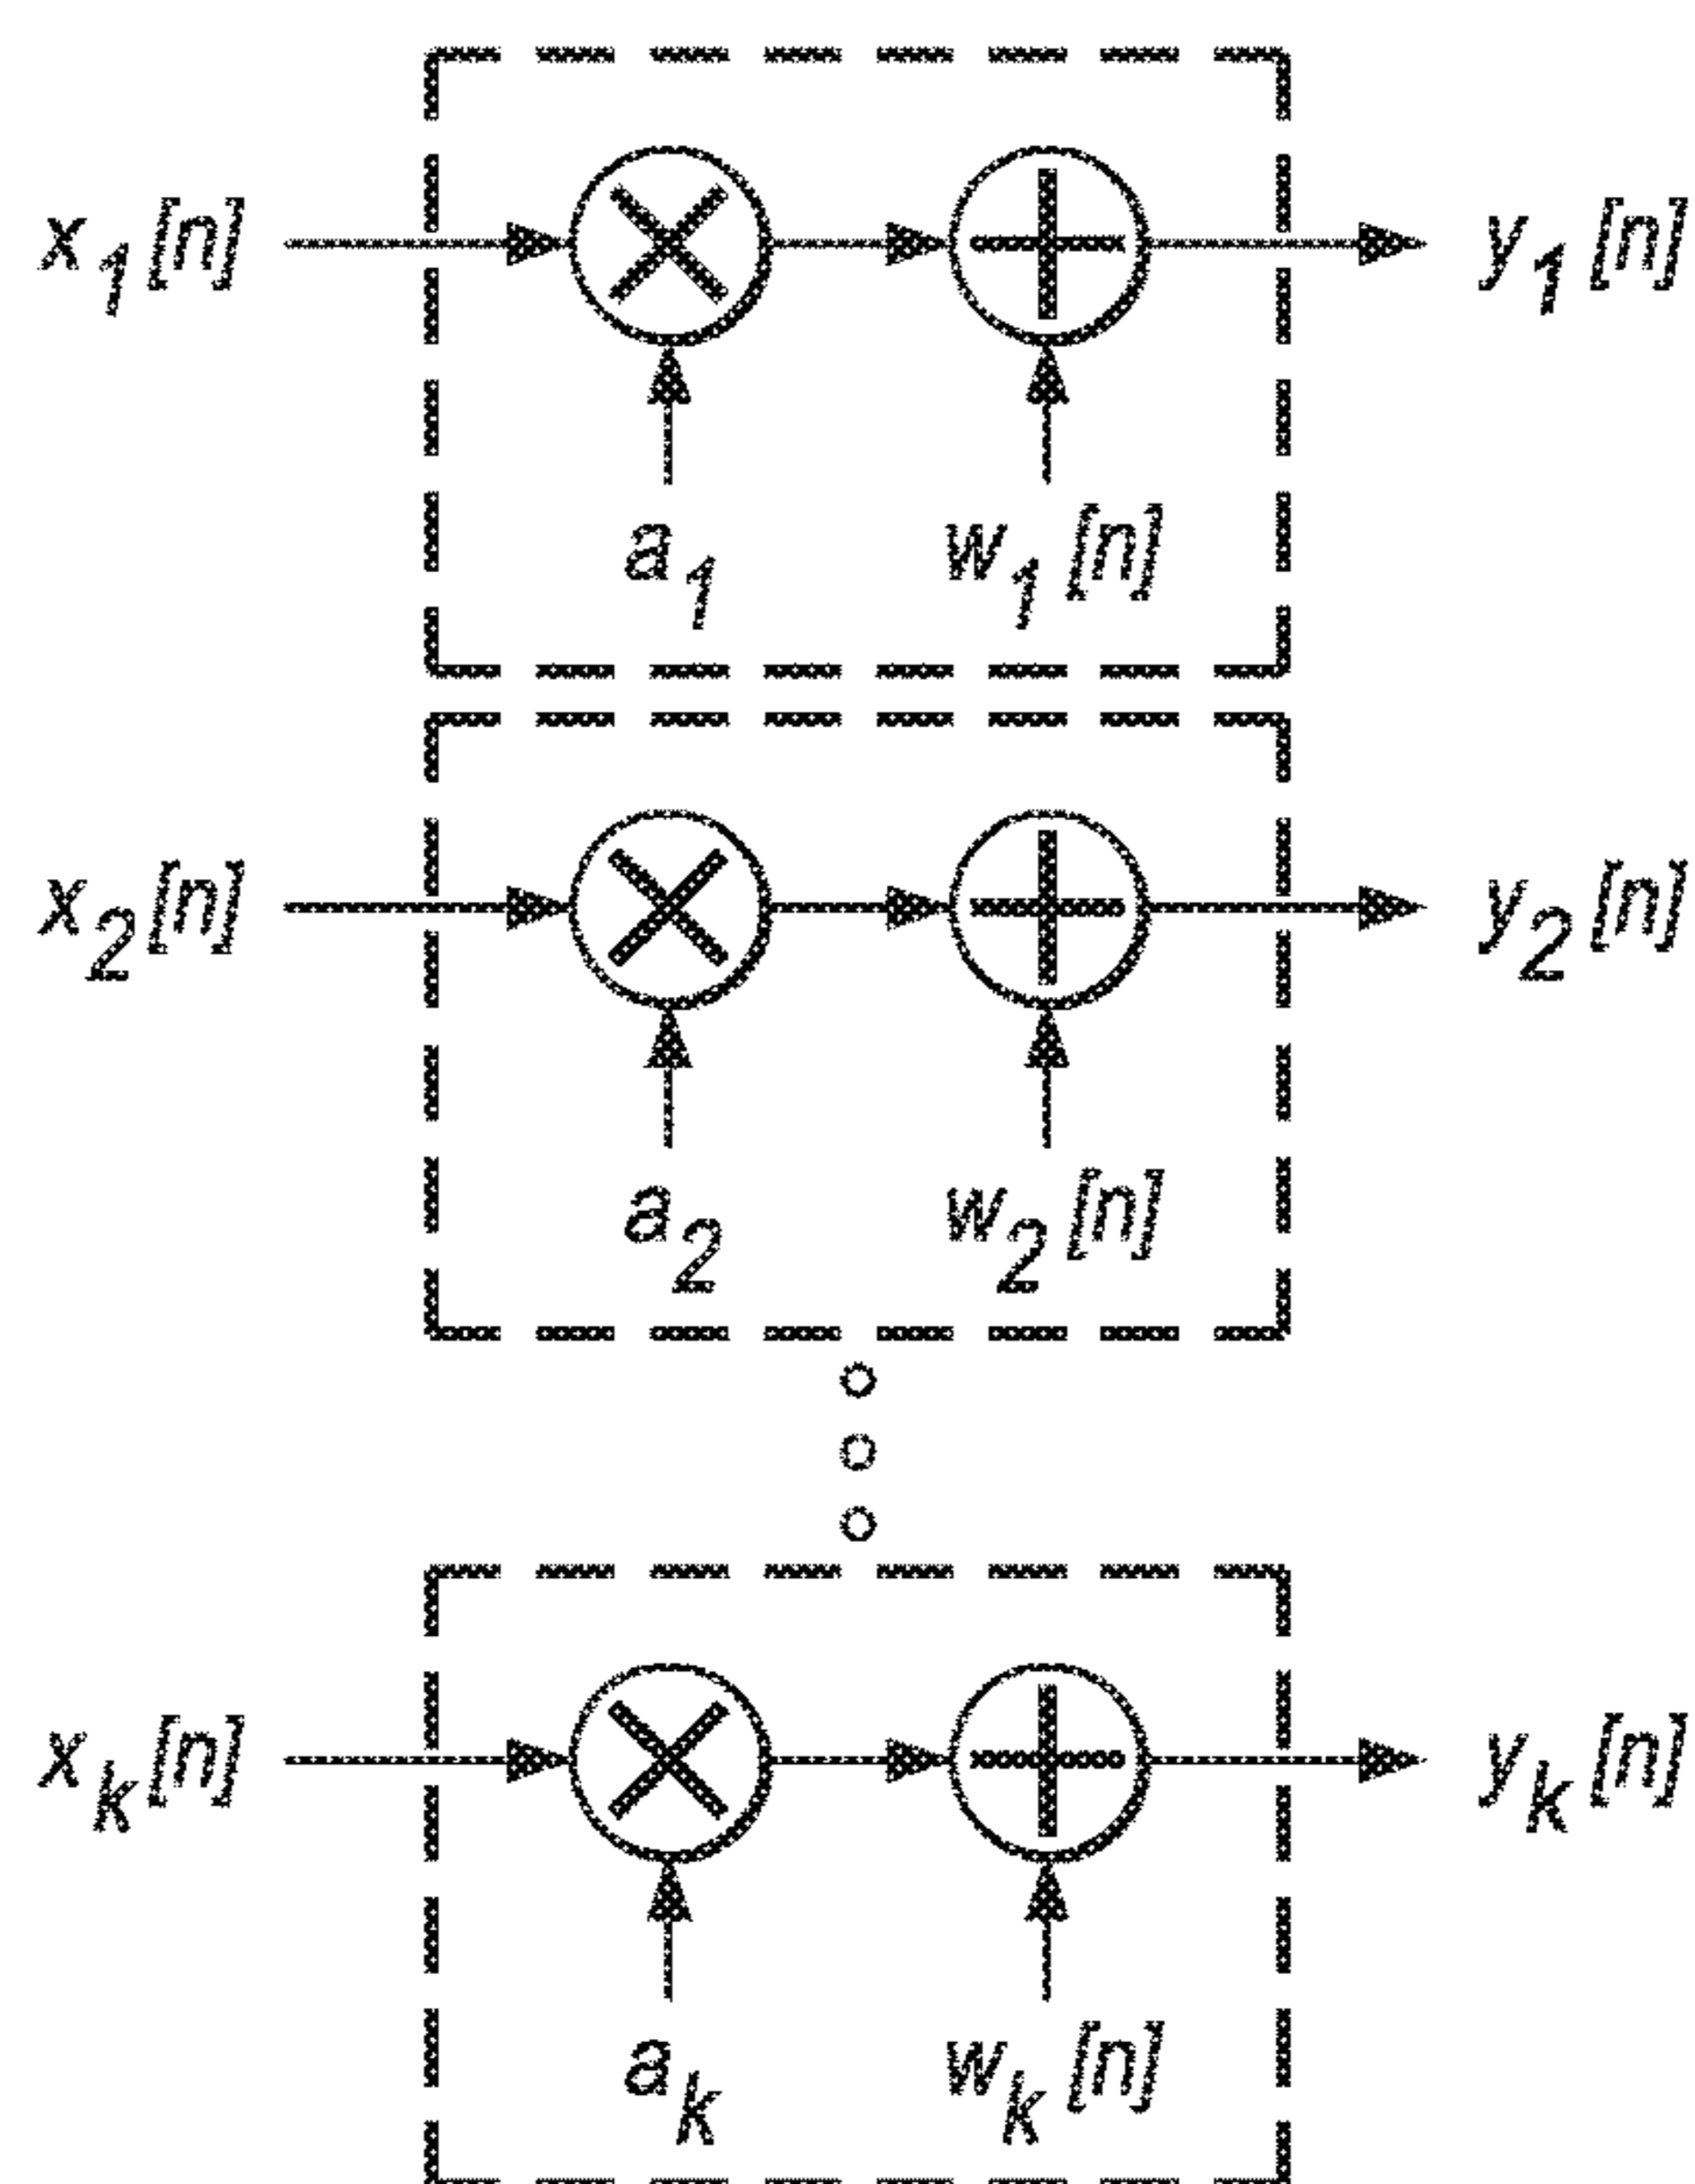 x₁[n] y₁[n]
a₁ w₁[n]
x₂[n] y₂[n]
a₂ w₂[n]
xₖ[n] yₖ[n]
aₖ wₖ[n]